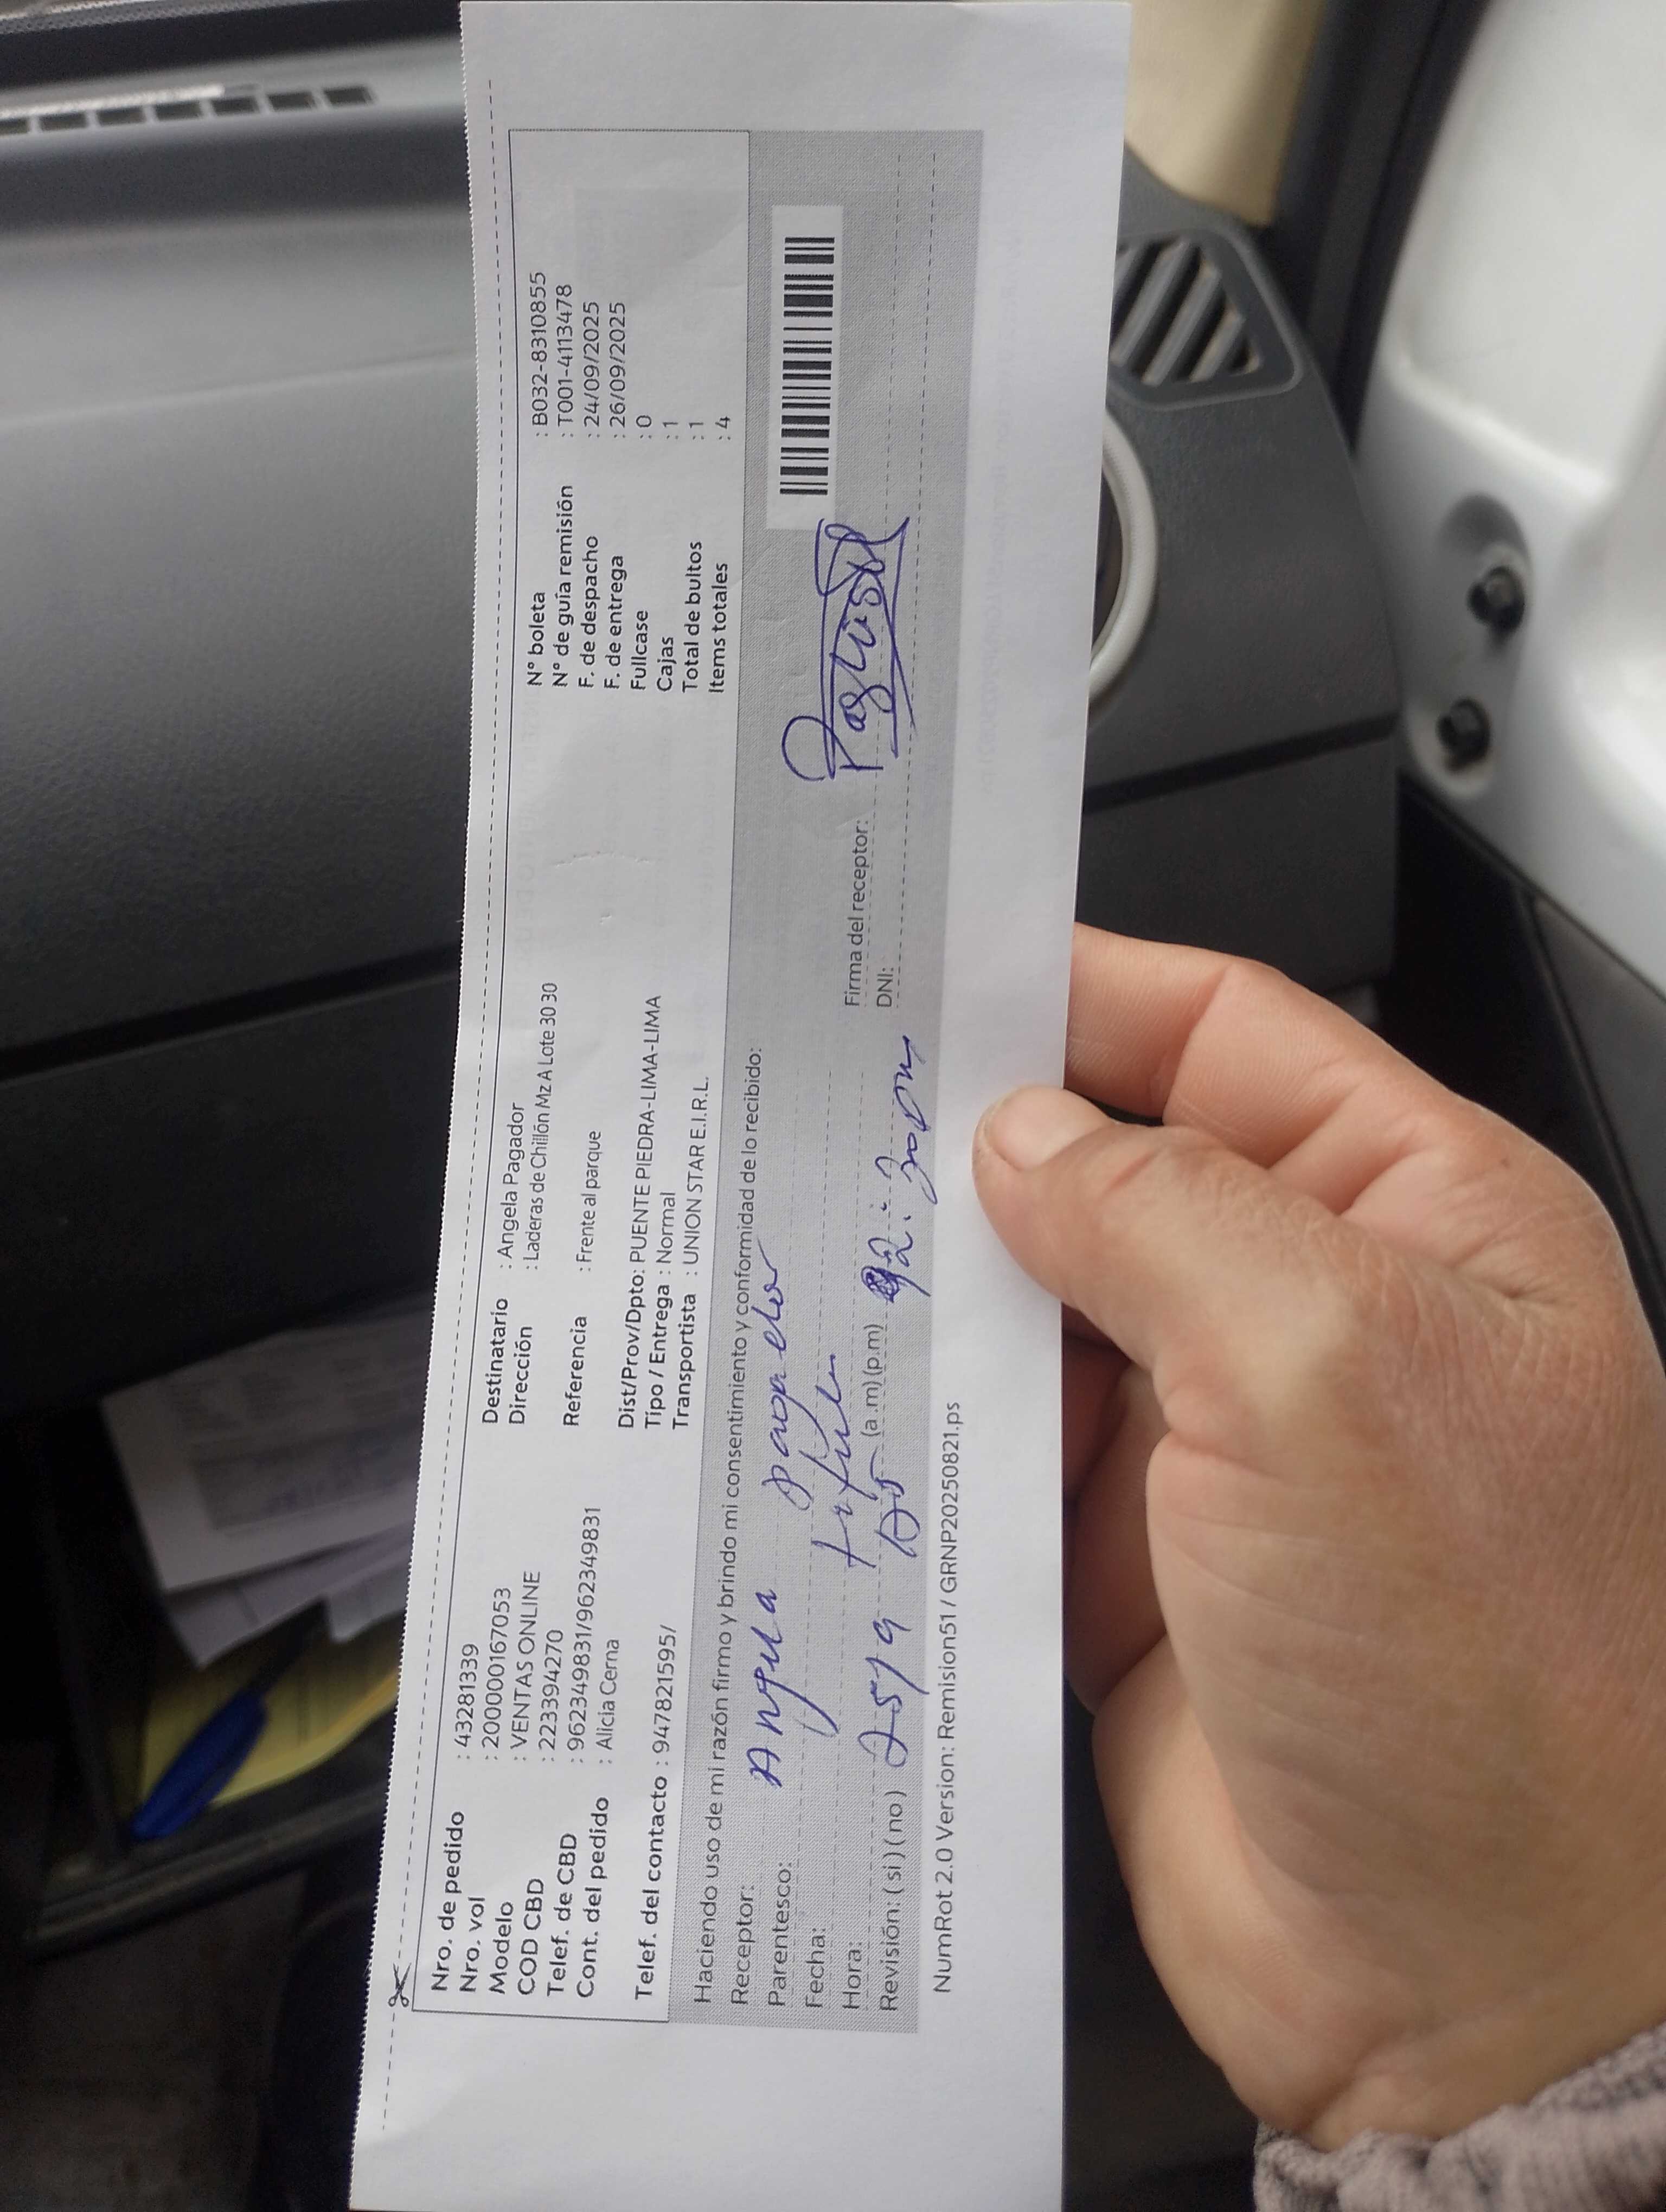 Nro. de pedido : 43281339
Nro. vol : 2000000167053
Modelo : VENTAS ONLINE
COD CBD : 223394270
Telef. de CBD : 962349831/962349831
Cont. del pedido : Alicia Cerna
Telef. del contacto : 947821595/
Destinatario : Angela Pagador
Dirección : Laderas de Chillón Mz A Lote 30 30
Referencia : Frente al parque
Dist/Prov/Dpto: PUENTE PIEDRA-LIMA-LIMA
Tipo / Entrega : Normal
Transportista : UNION STAR E.I.R.L.
N° boleta : B032-8310855
N° de guía remisión : T001-4113478
F. de despacho : 24/09/2025
F. de entrega : 26/09/2025
Fullcase : 0
Cajas : 1
Total de bultos : 1
Items totales : 4
Haciendo uso de mi razón firmo y brindo mi consentimiento y conformidad de lo recibido:
Receptor: Angela
Parentesco:
Fecha:
Hora: (a.m)(p.m)
Revisión: ( si ) ( no )
Firma del receptor:
DNI:
NumRot 2.0 Version: Remision51 / GRNP20250821.ps